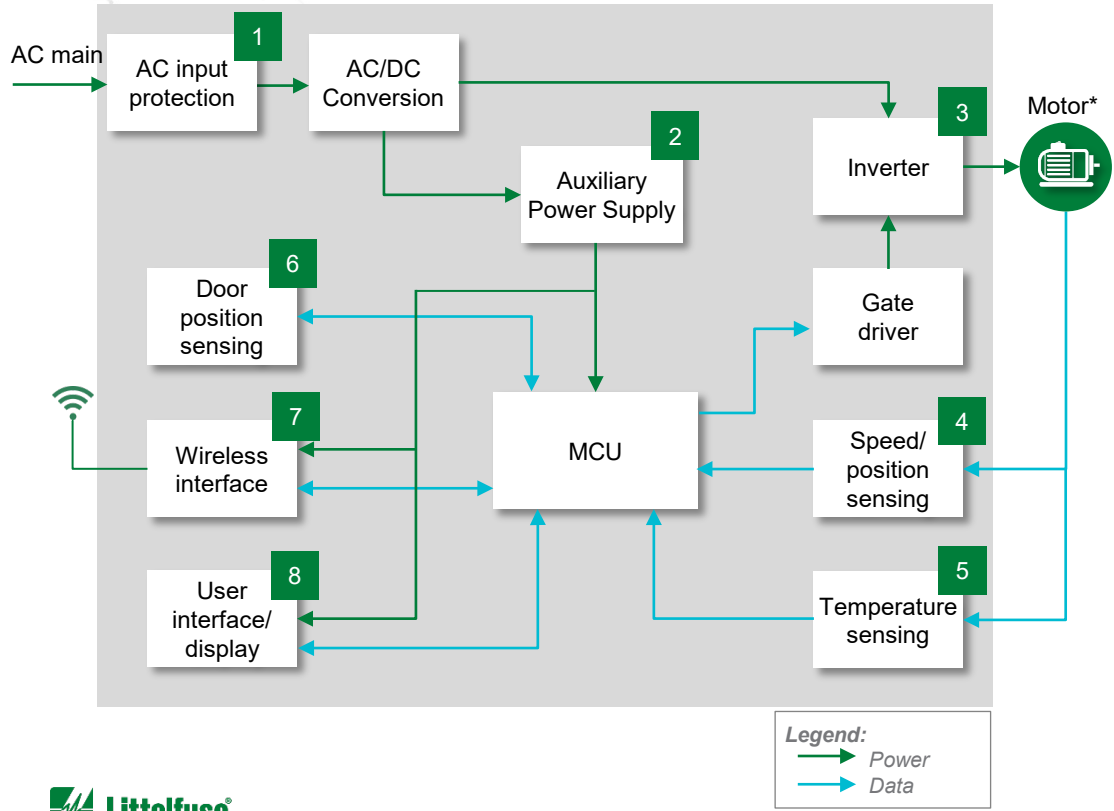 AC main
1
AC input
protection
AC/DC
Conversion
2
Auxiliary
Power Supply
3
Inverter
Motor*
6
Door
position
sensing
Gate
driver
7
Wireless
interface
MCU
4
Speed/
position
sensing
8
User
interface/
display
5
Temperature
sensing
Legend:
Power
Data
Littelfuse®